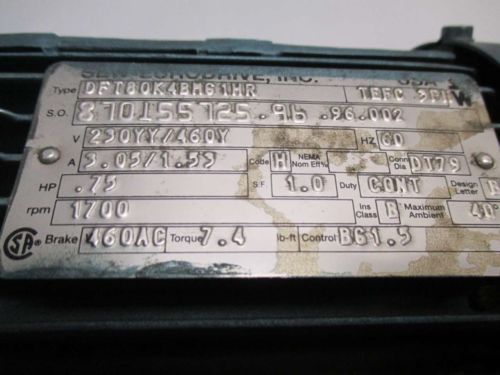 SEW-EURODRIVE, INC. USA
Type DFT80K4BMG1HR TEFC 3PH
S.O. 870155725.96 .96.002
V 230YY/460Y HZ 60
A 3.05/1.53 Code H NEMA Nom Eff% Conn Dia DT79
HP .75 S.F. 1.0 Duty CONT Design Letter
rpm 1700 Ins Class B Maximum Ambient 40
CSA Brake 460AC Torque 7.4 lb-ft Control BG1.5